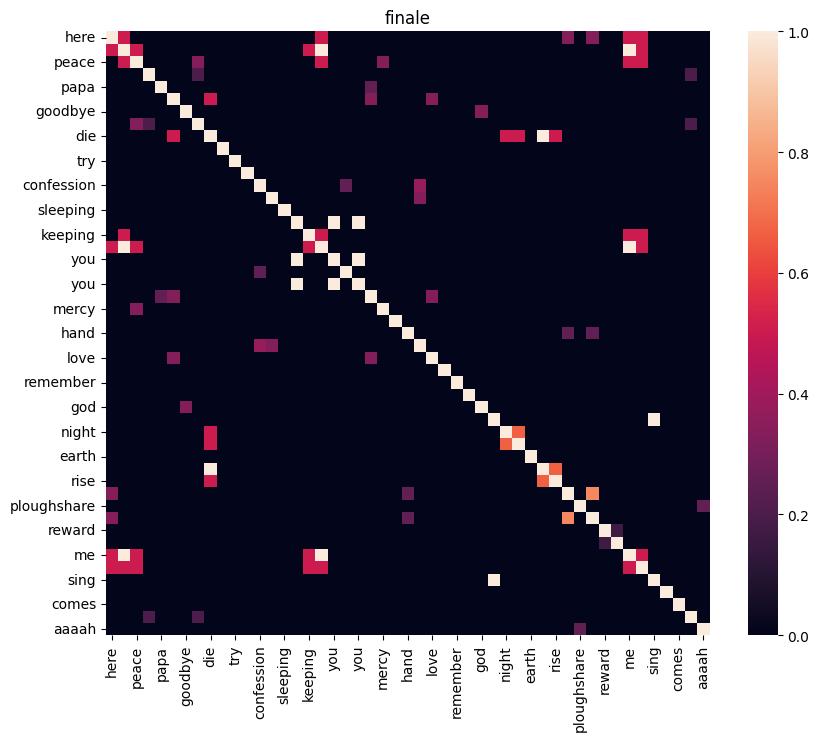 finale
here
peace
papa
goodbye
die
try
confession
sleeping
keeping
you
you
mercy
hand
love
remember
god
night
earth
rise
ploughshare
reward
me
sing
comes
aaaah
1.0
0.8
0.6
0.4
0.2
0.0
here
peace
papa
goodbye
die
try
confession
sleeping
keeping
you
you
mercy
hand
love
remember
god
night
earth
rise
ploughshare
reward
me
sing
comes
aaaah